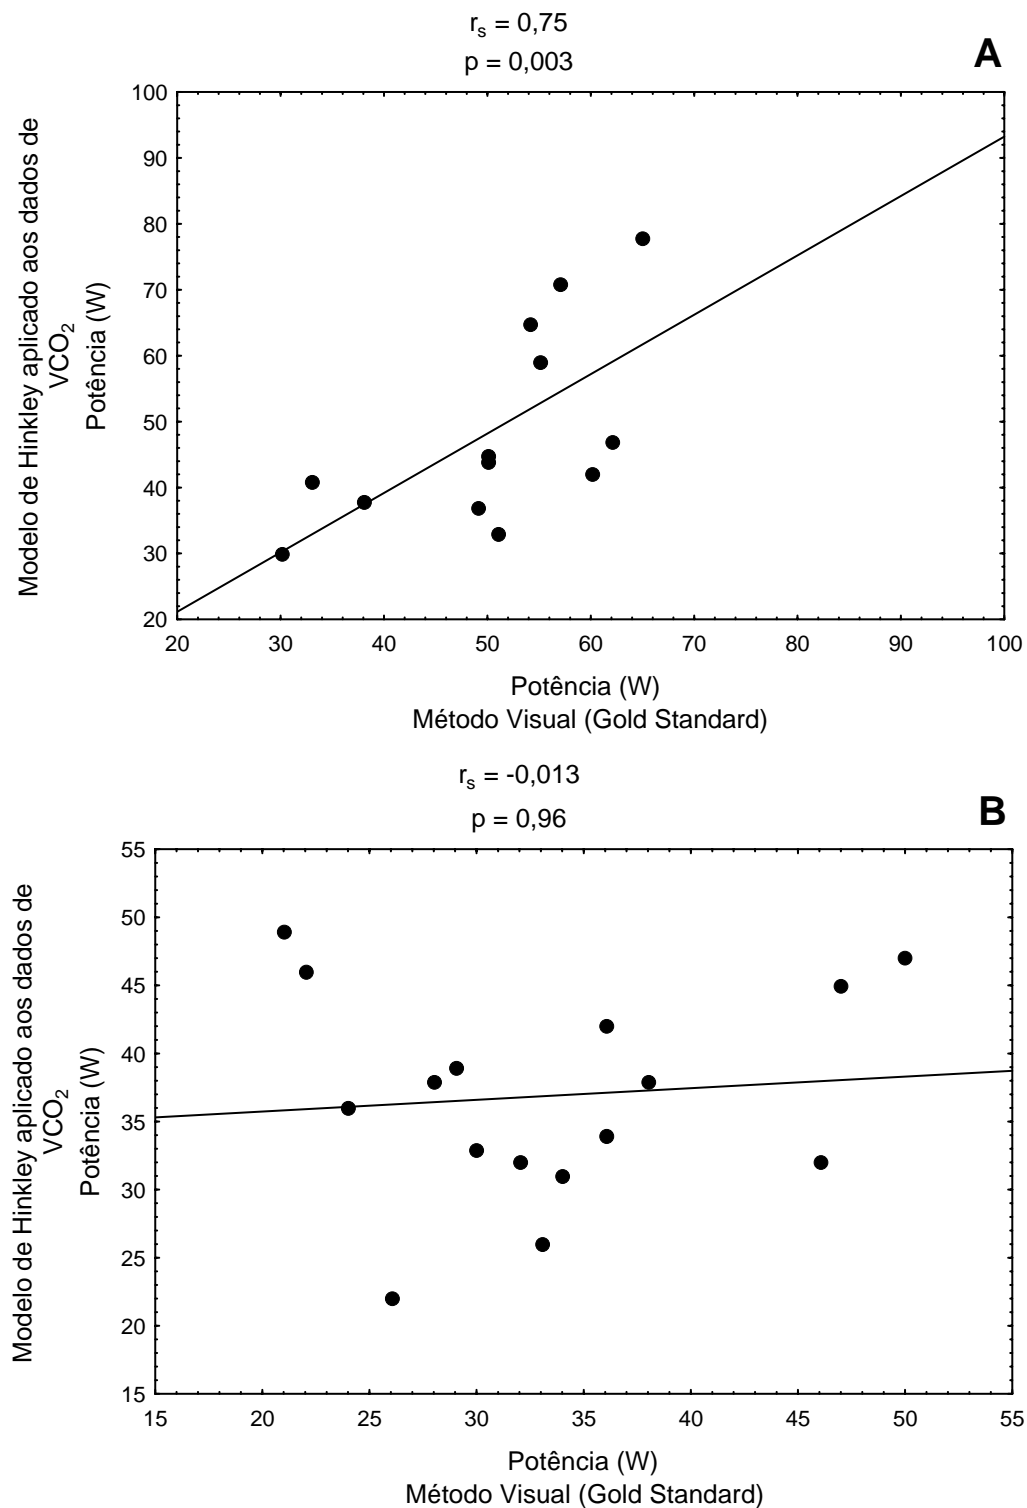 r_s = 0,75
p = 0,003
A
Modelo de Hinkley aplicado aos dados de
VCO₂
Potência (W)
100
90
80
70
60
50
40
30
20
20 30 40 50 60 70 80 90 100
Potência (W)
Método Visual (Gold Standard)
r_s = -0,013
p = 0,96
B
Modelo de Hinkley aplicado aos dados de
VCO₂
Potência (W)
55
50
45
40
35
30
25
20
15
15 20 25 30 35 40 45 50 55
Potência (W)
Método Visual (Gold Standard)